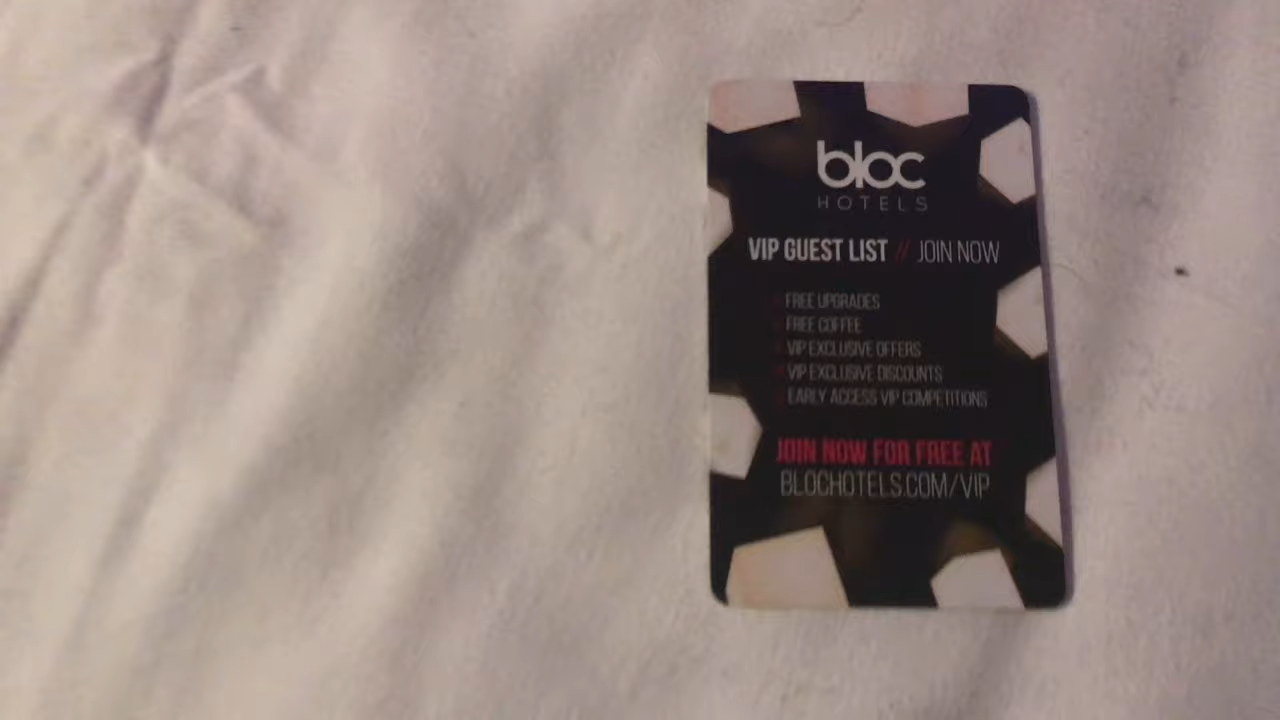 bloc
HOTELS
VIP GUEST LIST // JOIN NOW
FREE UPGRADES
FREE COFFEE
VIP EXCLUSIVE OFFERS
VIP EXCLUSIVE DISCOUNTS
EARLY ACCESS VIP COMPETITIONS
JOIN NOW FOR FREE AT
BLOCHOTELS.COM/VIP